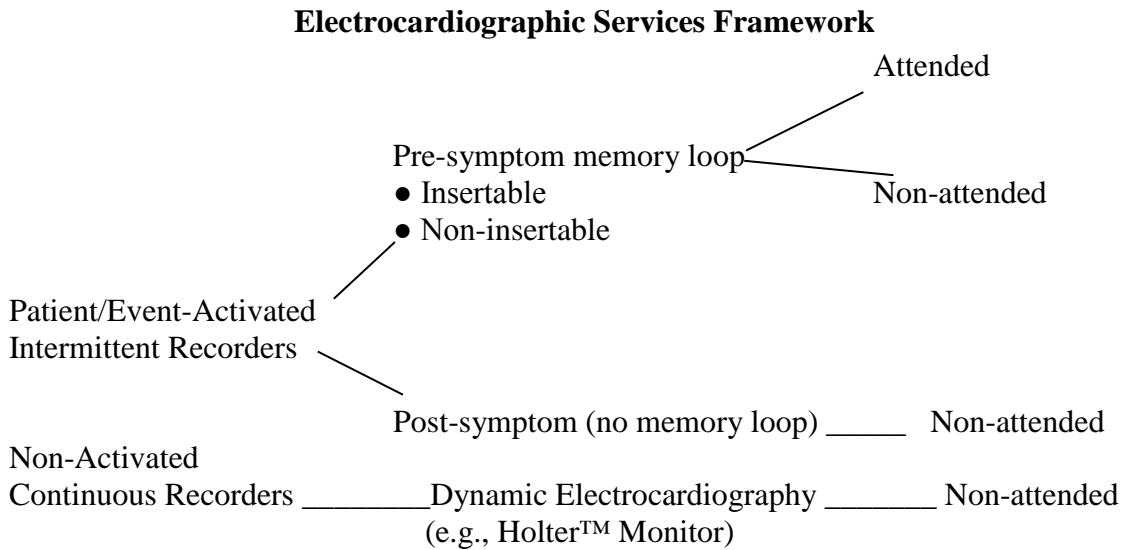 Electrocardiographic Services Framework
Attended
Pre-symptom memory loop
● Insertable
Non-attended
● Non-insertable
Patient/Event-Activated
Intermittent Recorders
Post-symptom (no memory loop) _____ Non-attended
Non-Activated
Continuous Recorders ________Dynamic Electrocardiography _______ Non-attended
(e.g., Holter™ Monitor)